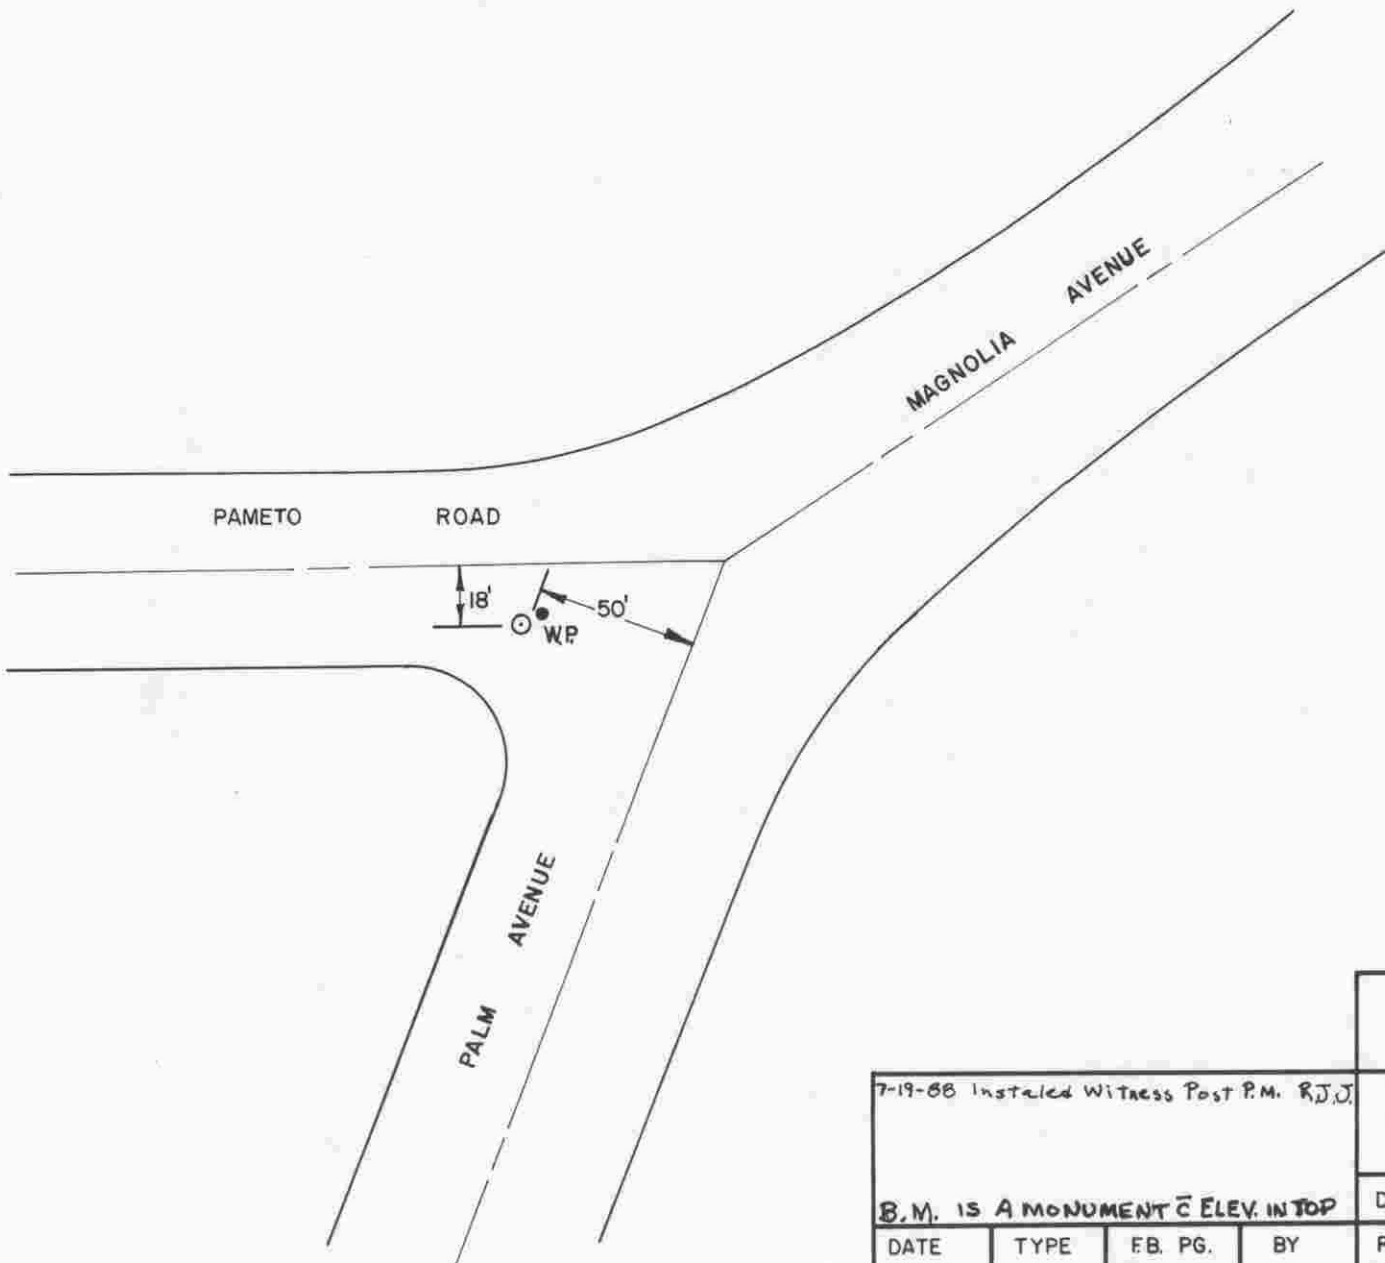 MAGNOLIA AVENUE
PAMETO ROAD
18'
50'
W.P.
PALM AVENUE
7-19-88 Instaled Witness Post P.M. R.J.J.
B.M. IS A MONUMENT c̄ ELEV. IN TOP
D
DATE TYPE F.B. PG. BY F